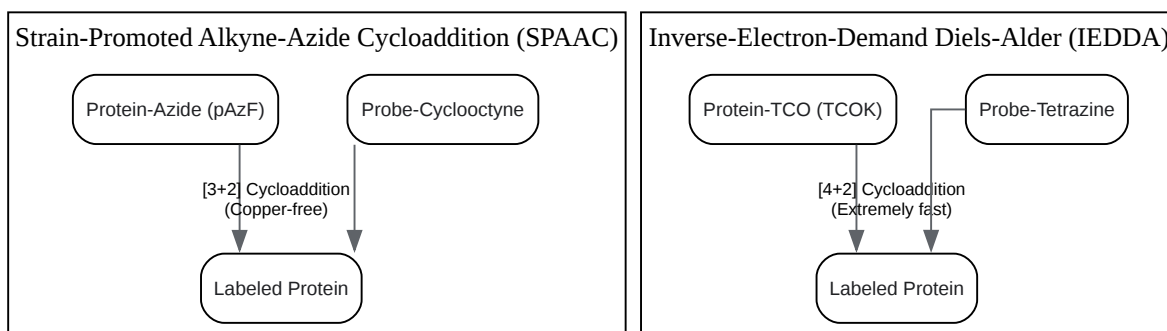 Strain-Promoted Alkyne-Azide Cycloaddition (SPAAC)
Protein-Azide (pAzF)
Probe-Cyclooctyne
[3+2] Cycloaddition
(Copper-free)
Labeled Protein
Inverse-Electron-Demand Diels-Alder (IEDDA)
Protein-TCO (TCOK)
Probe-Tetrazine
[4+2] Cycloaddition
(Extremely fast)
Labeled Protein